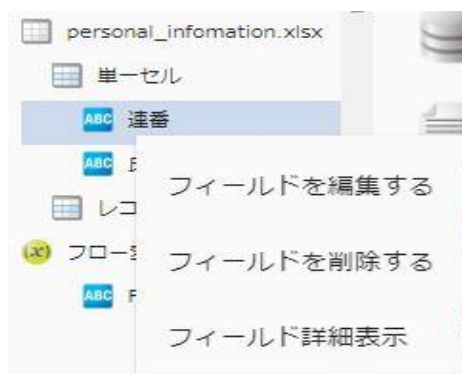 personal_infomation.xlsx
単一セル
ABC 連番
ABC
フィールドを編集する
レコ
(x) フロー
フィールドを削除する
ABC F
フィールド詳細表示